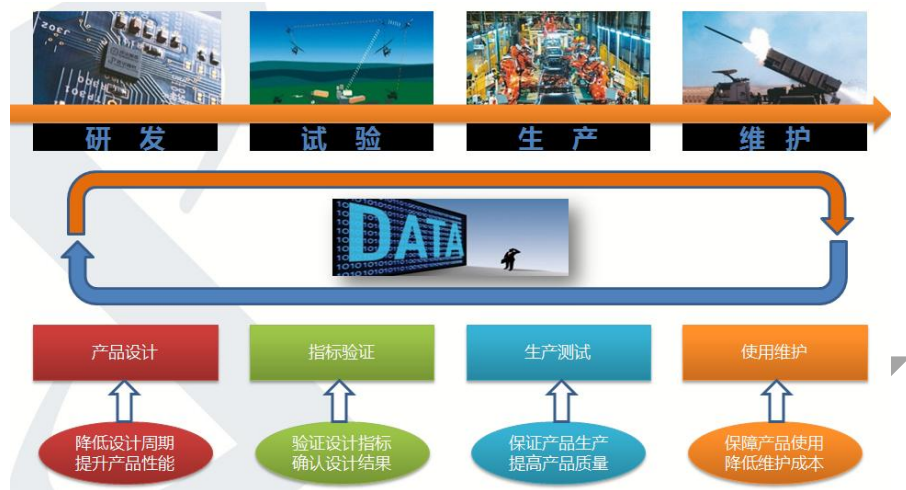 研 发
试 验
生 产
维 护
DATA
产品设计
指标验证
生产测试
使用维护
降低设计周期
提升产品性能
验证设计指标
确认设计结果
保证产品生产
提高产品质量
保障产品使用
降低维护成本